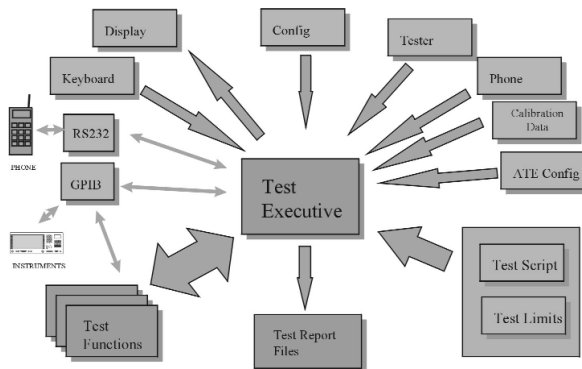 Display
Config
Tester
Keyboard
Phone
RS232
Calibration
Data
PHONE
GPIB
Test
Executive
ATE Config
INSTRUMENTS
Test Script
Test
Functions
Test Report
Files
Test Limits